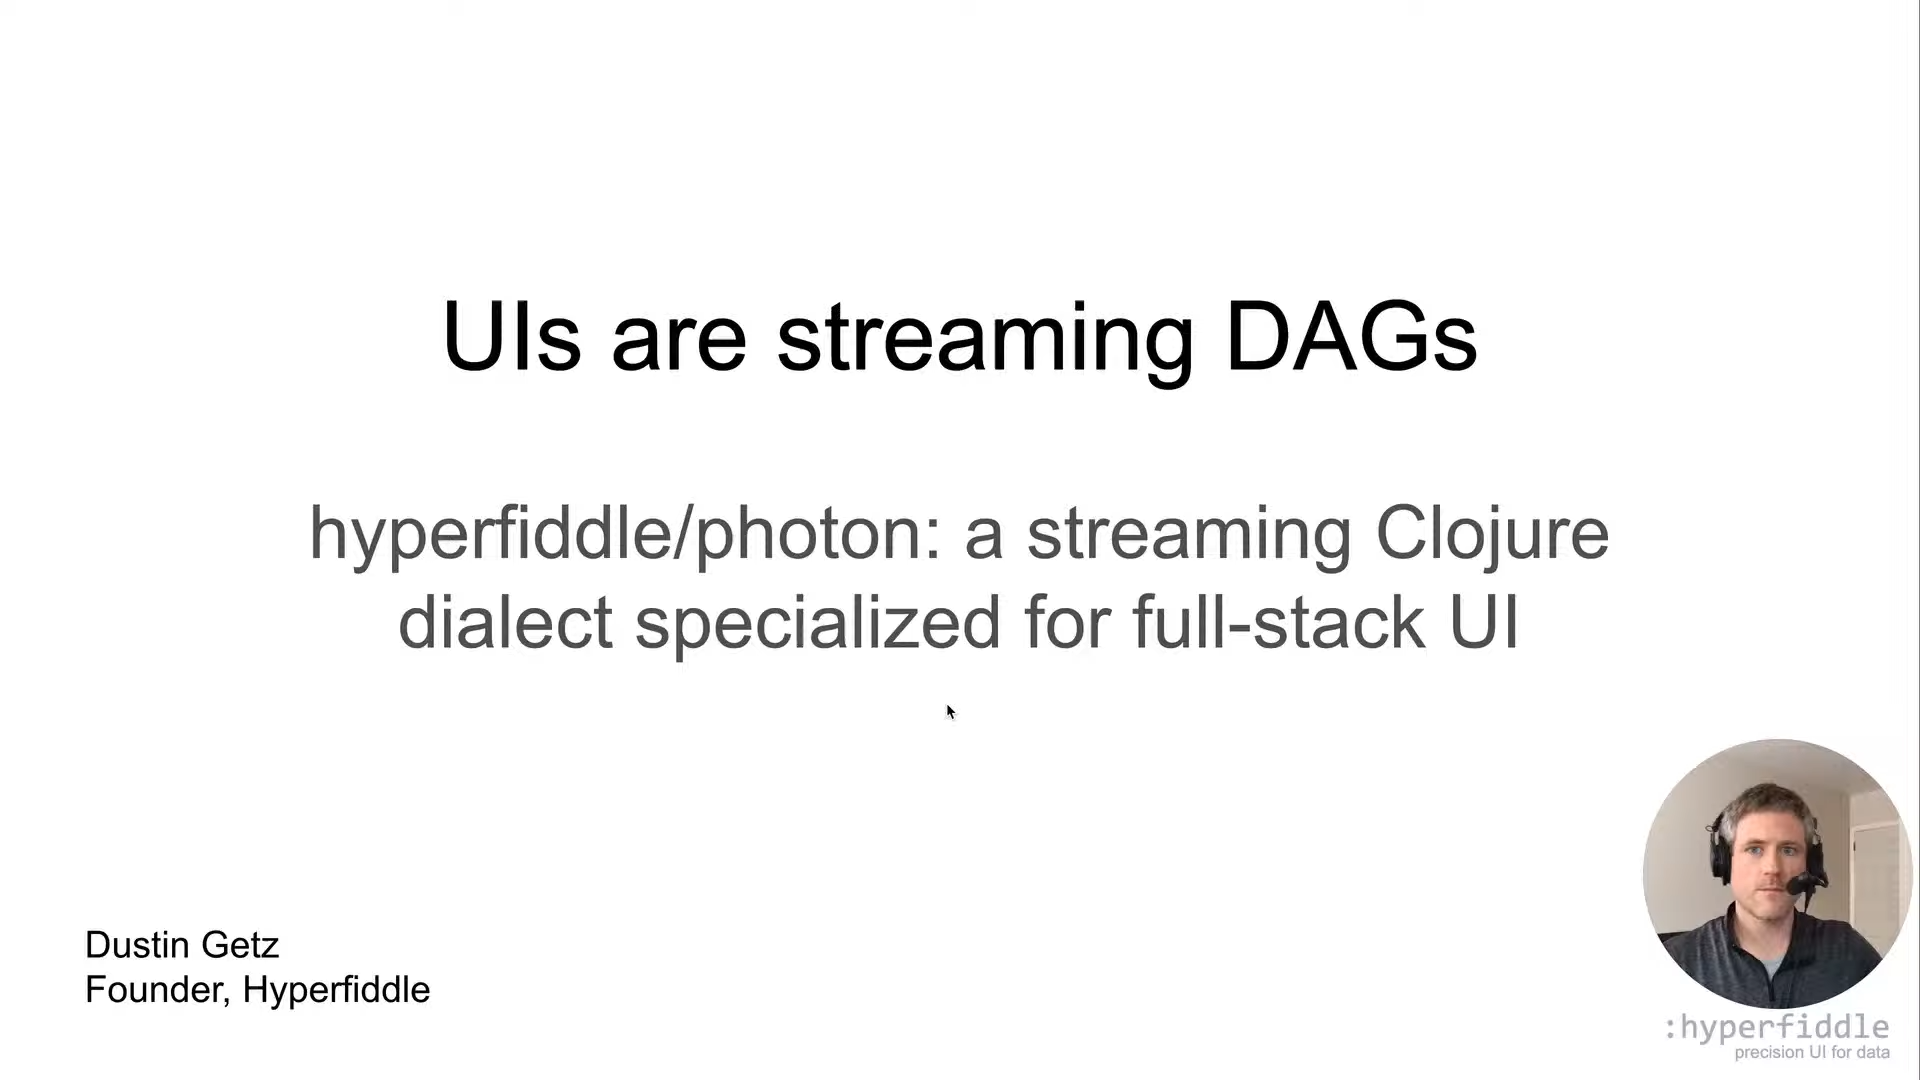 UIs are streaming DAGs
hyperfiddle/photon: a streaming Clojure
dialect specialized for full-stack UI
Dustin Getz
Founder, Hyperfiddle
:hyperfiddle
precision UI for data